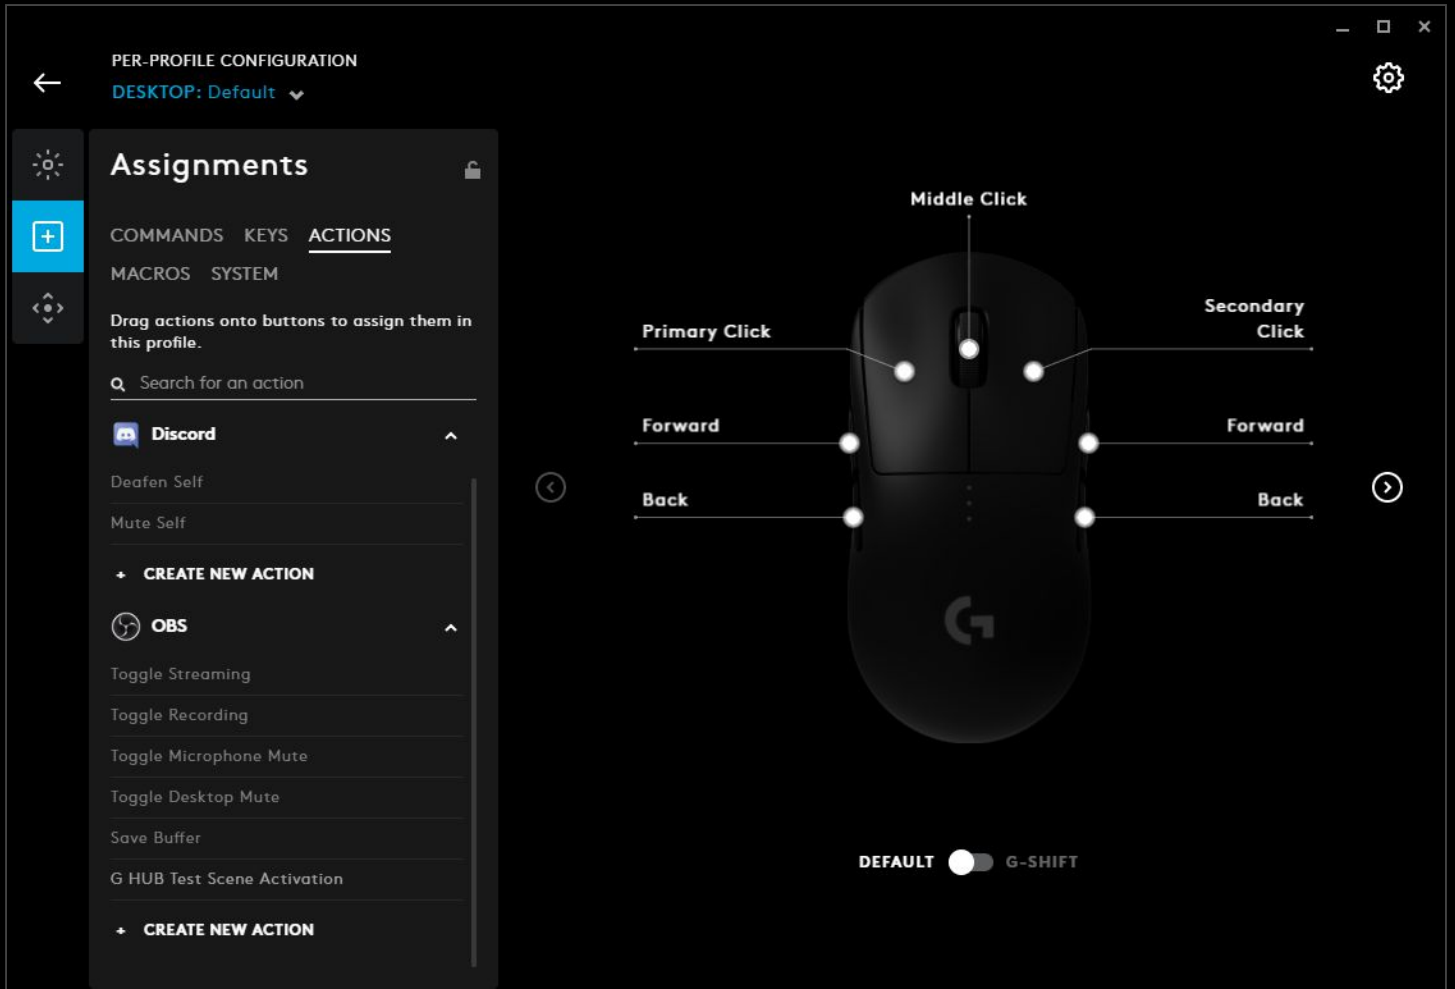 PER-PROFILE CONFIGURATION
DESKTOP: Default
Assignments
COMMANDS KEYS ACTIONS
MACROS SYSTEM
Drag actions onto buttons to assign them in
this profile.
Search for an action
Discord
Deafen Self
Mute Self
+ CREATE NEW ACTION
OBS
Toggle Streaming
Toggle Recording
Toggle Microphone Mute
Toggle Desktop Mute
Save Buffer
G HUB Test Scene Activation
+ CREATE NEW ACTION
Middle Click
Primary Click
Secondary
Click
Forward
Forward
Back
Back
G
DEFAULT G-SHIFT